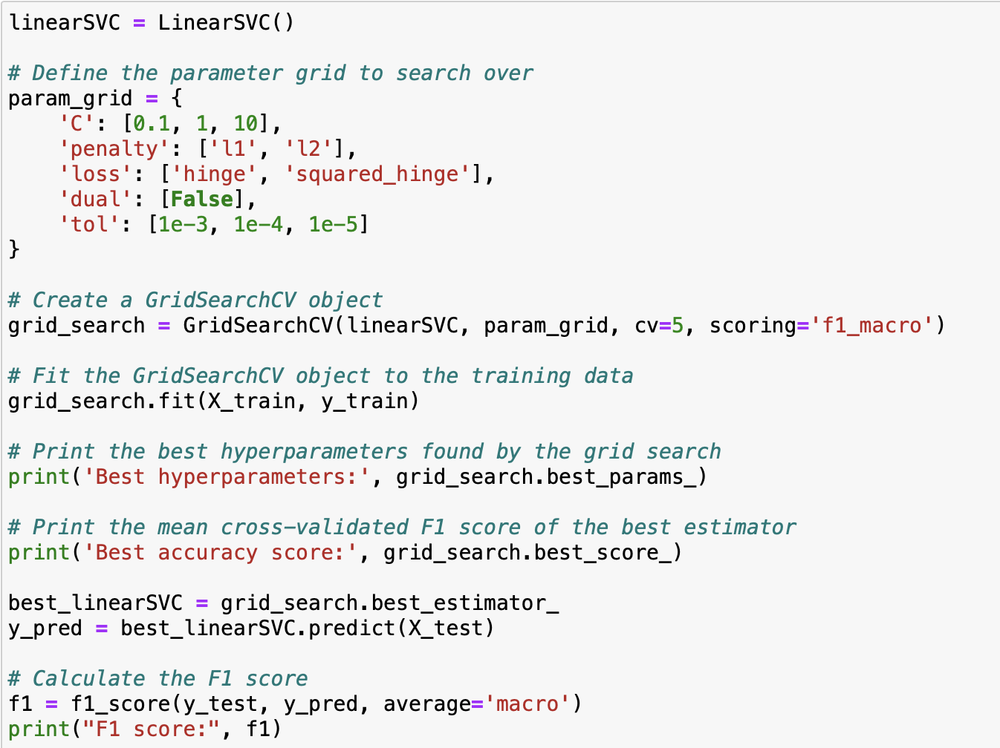 linearSVC = LinearSVC()
# Define the parameter grid to search over
param_grid = {
    'C': [0.1, 1, 10],
    'penalty': ['l1', 'l2'],
    'loss': ['hinge', 'squared_hinge'],
    'dual': [False],
    'tol': [1e-3, 1e-4, 1e-5]
}
# Create a GridSearchCV object
grid_search = GridSearchCV(linearSVC, param_grid, cv=5, scoring='f1_macro')
# Fit the GridSearchCV object to the training data
grid_search.fit(X_train, y_train)
# Print the best hyperparameters found by the grid search
print('Best hyperparameters:', grid_search.best_params_)
# Print the mean cross-validated F1 score of the best estimator
print('Best accuracy score:', grid_search.best_score_)
best_linearSVC = grid_search.best_estimator_
y_pred = best_linearSVC.predict(X_test)
# Calculate the F1 score
f1 = f1_score(y_test, y_pred, average='macro')
print("F1 score:", f1)